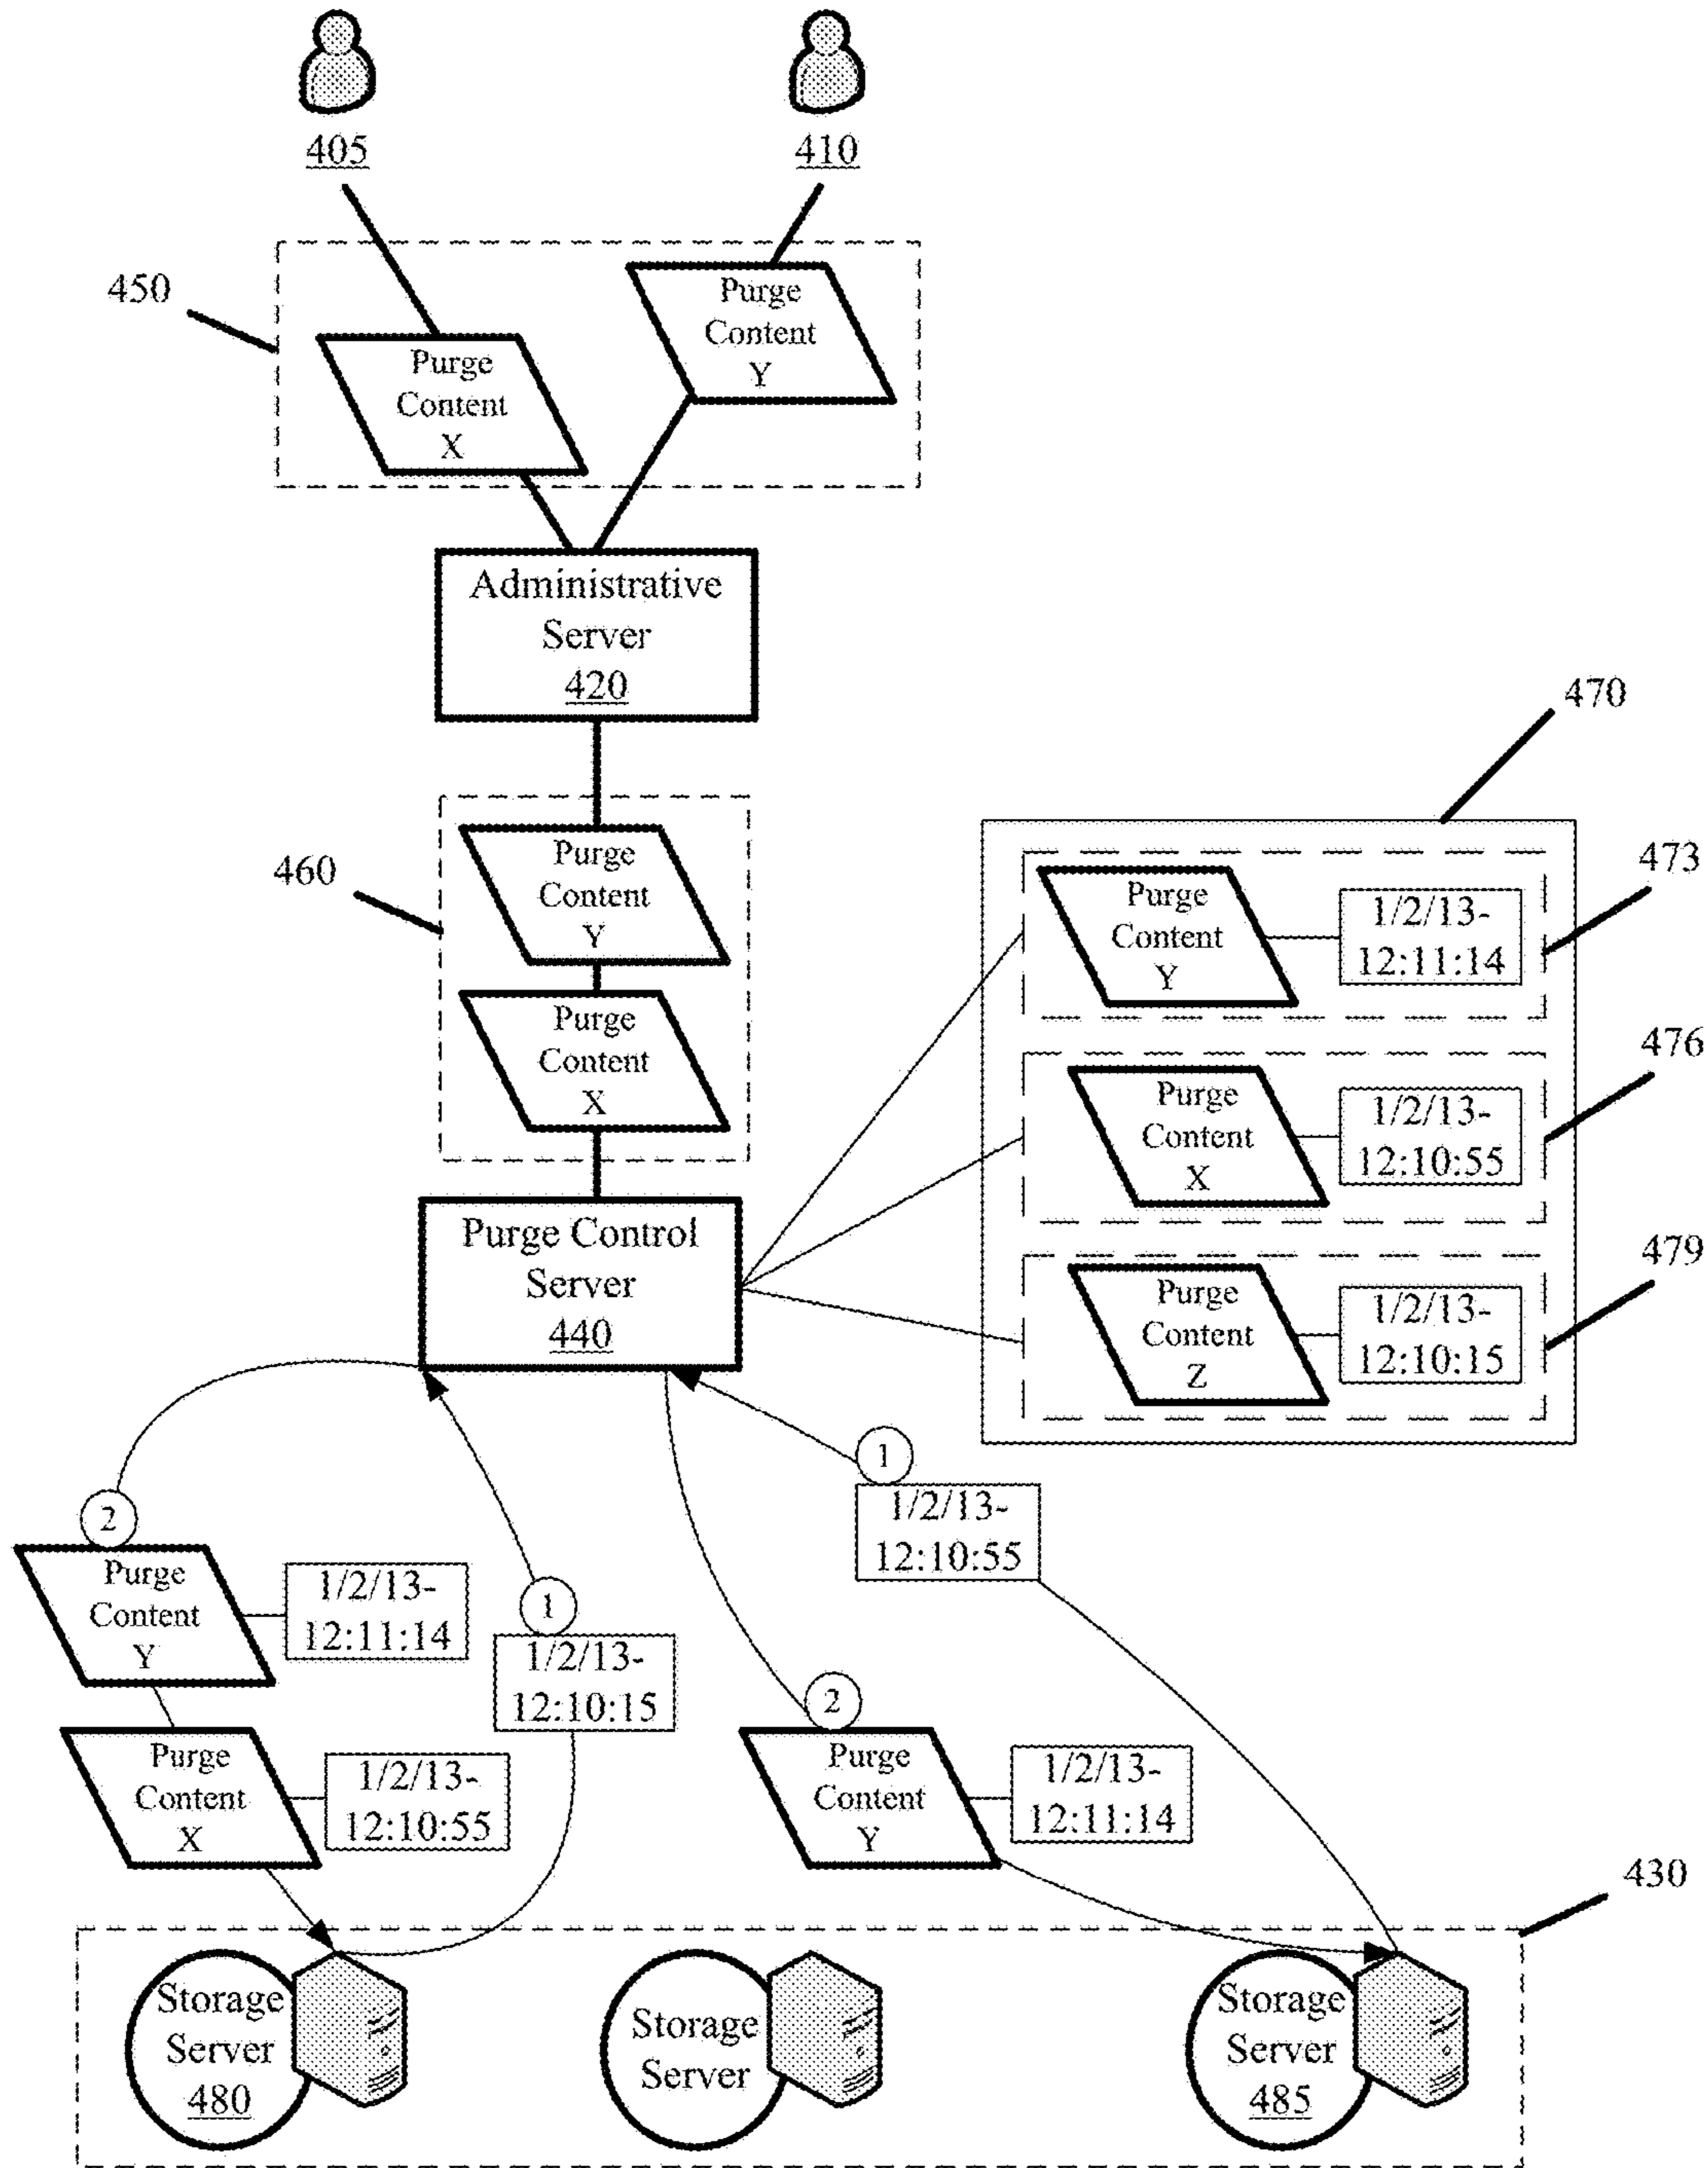 405
410
450
Purge
Content
Y
Purge
Content
X
Administrative
Server
420
470
460
Purge
Content
Y
Purge
Content
X
473
Purge
Content
Y
1/2/13-
12:11:14
476
Purge
Content
X
1/2/13-
12:10:55
479
Purge
Content
Z
1/2/13-
12:10:15
Purge Control
Server
440
1
1/2/13-
12:10:55
2
Purge
Content
Y
1/2/13-
12:11:14
1
1/2/13-
12:10:15
Purge
Content
X
1/2/13-
12:10:55
2
Purge
Content
Y
1/2/13-
12:11:14
430
Storage
Server
480
Storage
Server
Storage
Server
485